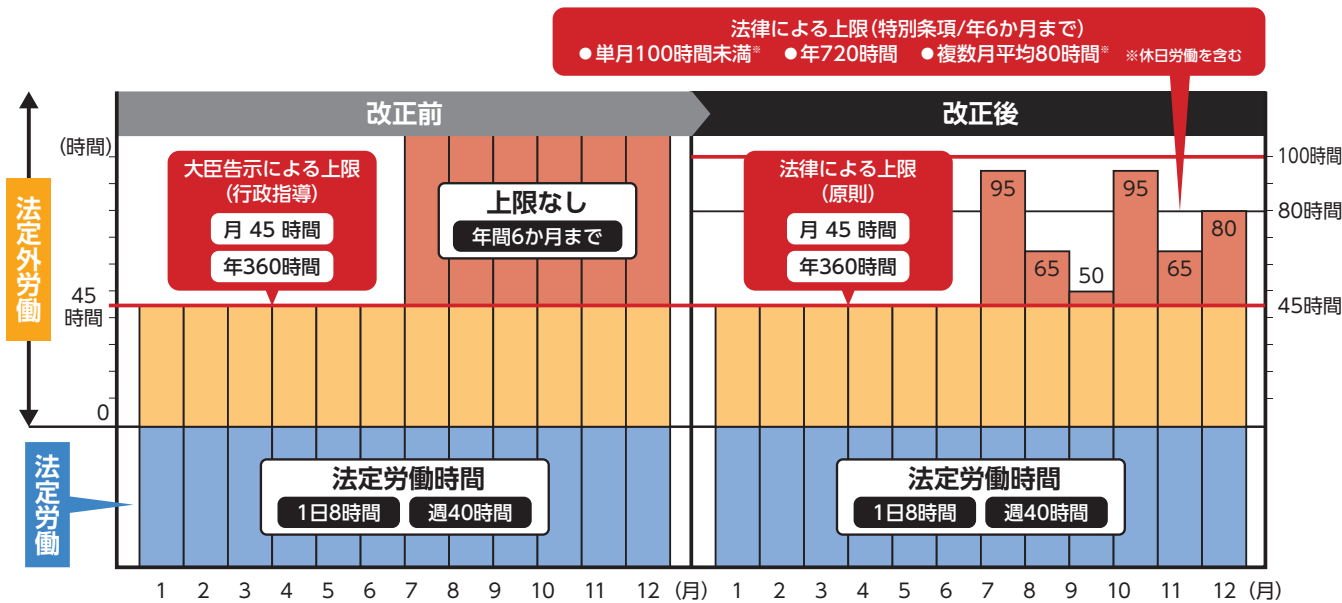 法律による上限(特別条項/年6か月まで)
●単月100時間未満※ ●年720時間 ●複数月平均80時間※ ※休日労働を含む
改正前
改正後
(時間)
45
時間
0
法定外労働
法定労働
大臣告示による上限
(行政指導)
月 45 時間
年360時間
上限なし
年間6か月まで
法律による上限
(原則)
月 45 時間
年360時間
95
65
50
95
65
80
100時間
80時間
45時間
法定労働時間
1日8時間 週40時間
法定労働時間
1日8時間 週40時間
1 2 3 4 5 6 7 8 9 10 11 12 (月) 1 2 3 4 5 6 7 8 9 10 11 12 (月)